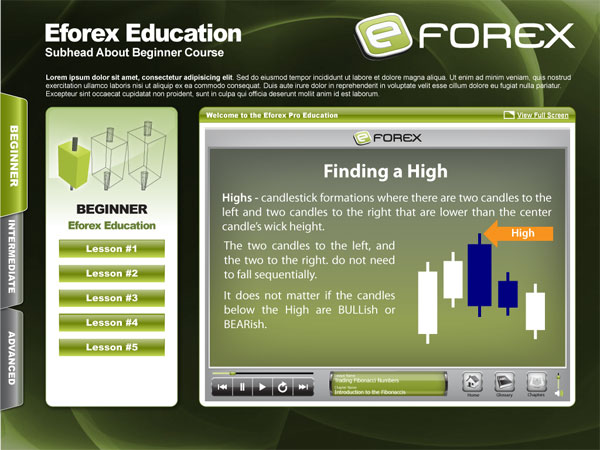 Eforex Education
Subhead About Beginner Course
e FOREX
Lorem ipsum dolor sit amet, consectetur adipisicing elit. Sed do eiusmod tempor incididunt ut labore et dolore magna aliqua. Ut enim ad minim veniam, quis nostrud
exercitation ullamco laboris nisi ut aliquip ex ea commodo consequat. Duis aute irure dolor in reprehenderit in voluptate velit esse cillum dolore eu fugiat nulla pariatur.
Excepteur sint occaecat cupidatat non proident, sunt in culpa qui officia deserunt mollit anim id est laborum.
BEGINNER
INTERMEDIATE
ADVANCED
BEGINNER
Eforex Education
Lesson #1
Lesson #2
Lesson #3
Lesson #4
Lesson #5
Welcome to the Eforex Pro Education
View Full Screen
e FOREX
Finding a High
Highs - candlestick formations where there are two candles to the
left and two candles to the right that are lower than the center
candle's wick height.
High
The two candles to the left, and
the two to the right. do not need
to fall sequentially.
It does not matter if the candles
below the High are BULLish or
BEARish.
Lesson Name
Trading Fibonacci Numbers
Chapter Name
Introduction to the Fibonaccis
Home
Glossary
Chapters